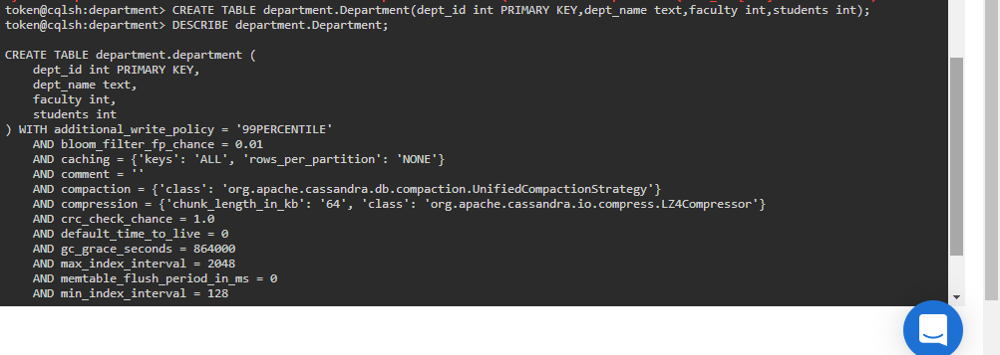 token@cqlsh:department> CREATE TABLE department.Department(dept_id int PRIMARY KEY,dept_name text,faculty int,students int);
token@cqlsh:department> DESCRIBE department.Department;
CREATE TABLE department.department (
    dept_id int PRIMARY KEY,
    dept_name text,
    faculty int,
    students int
) WITH additional_write_policy = '99PERCENTILE'
    AND bloom_filter_fp_chance = 0.01
    AND caching = {'keys': 'ALL', 'rows_per_partition': 'NONE'}
    AND comment = ''
    AND compaction = {'class': 'org.apache.cassandra.db.compaction.UnifiedCompactionStrategy'}
    AND compression = {'chunk_length_in_kb': '64', 'class': 'org.apache.cassandra.io.compress.LZ4Compressor'}
    AND crc_check_chance = 1.0
    AND default_time_to_live = 0
    AND gc_grace_seconds = 864000
    AND max_index_interval = 2048
    AND memtable_flush_period_in_ms = 0
    AND min_index_interval = 128